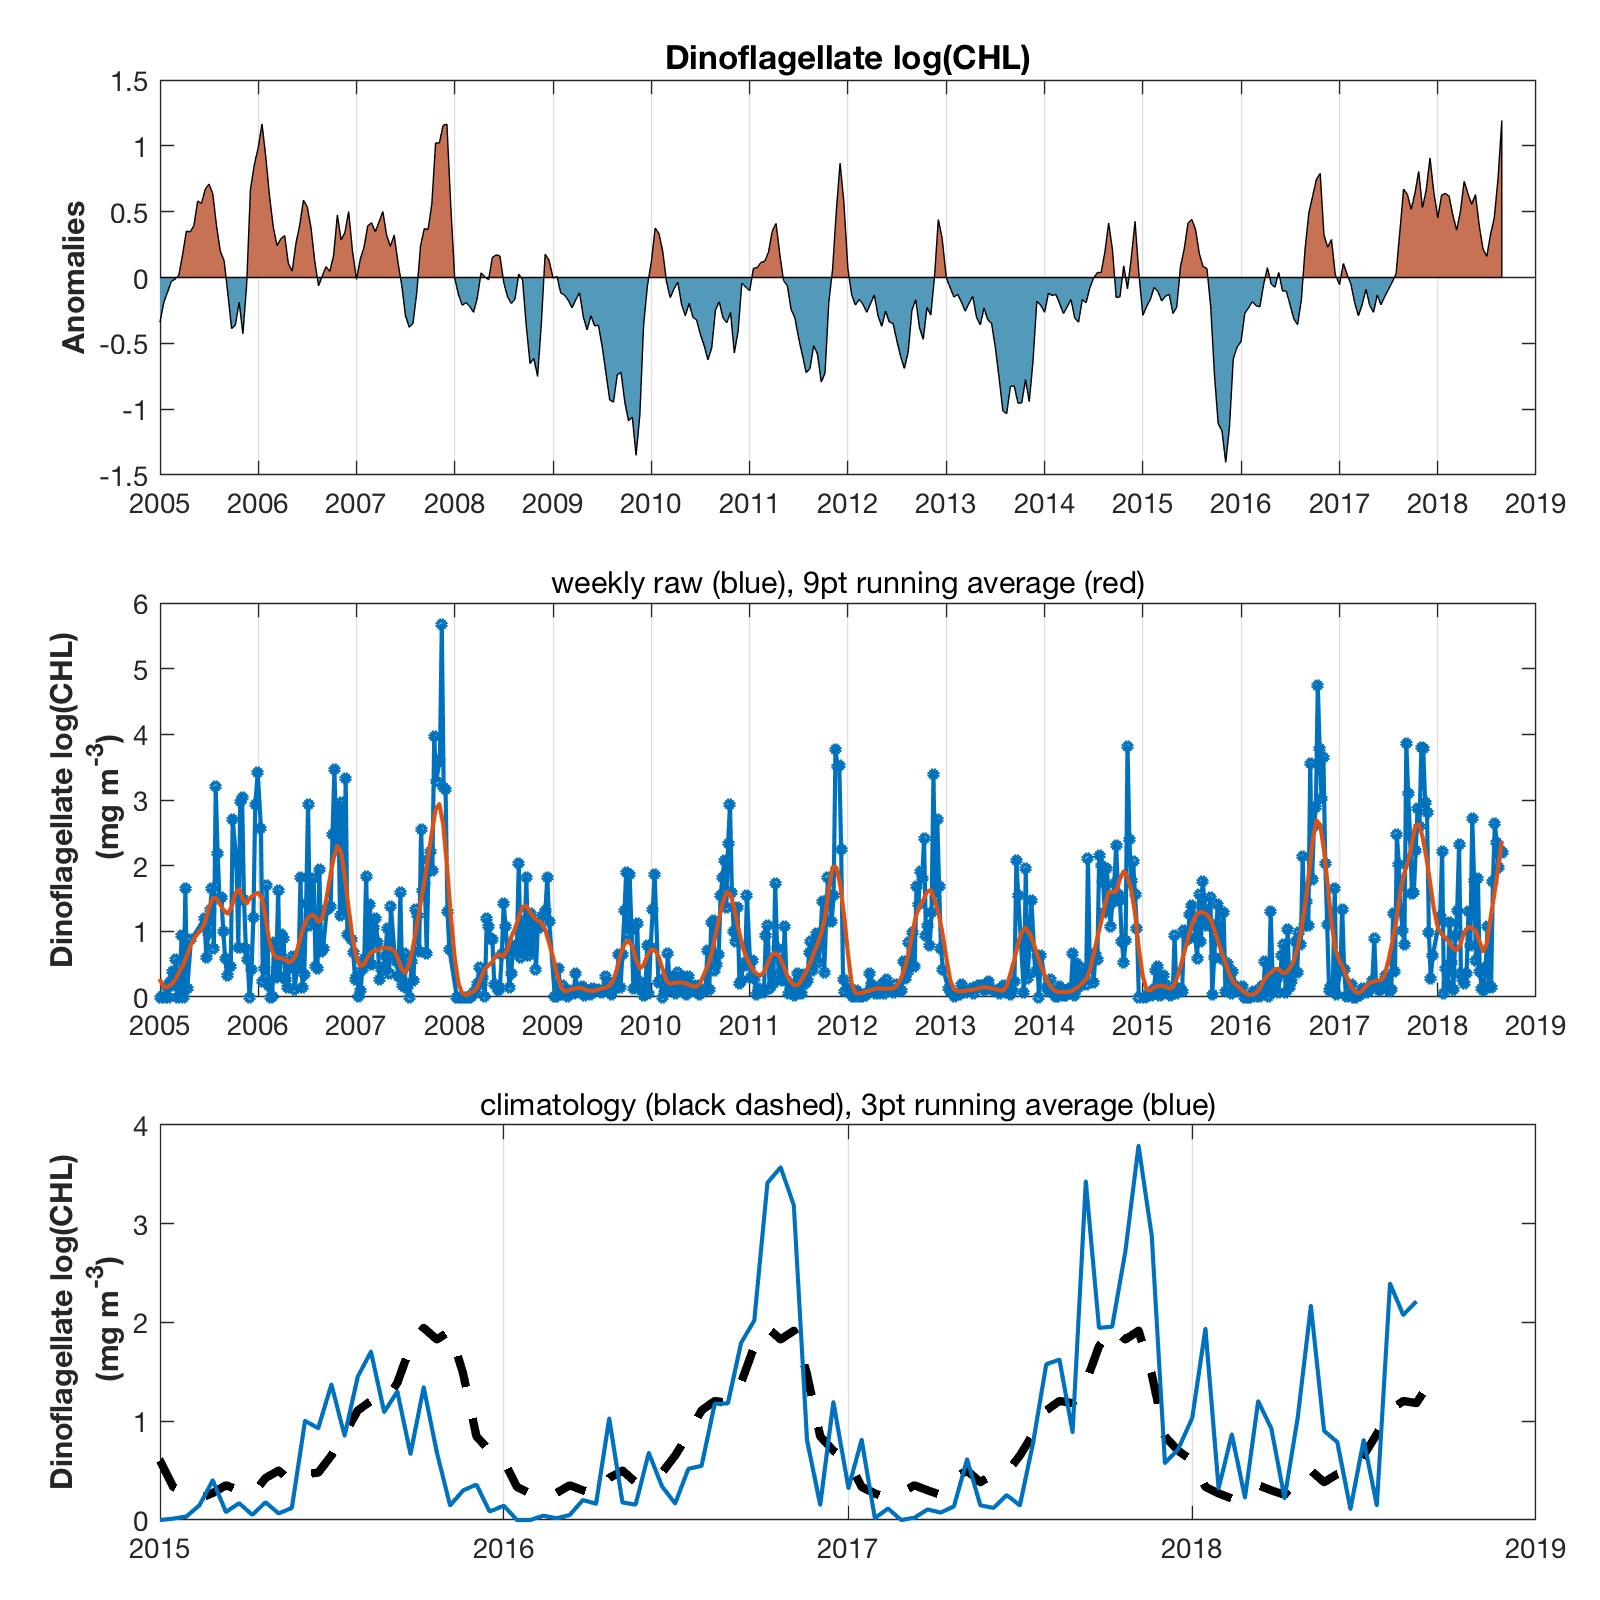 Dinoflagellate log(CHL)
Anomalies
1.5
1
0.5
0
-0.5
-1
-1.5
2005 2006 2007 2008 2009 2010 2011 2012 2013 2014 2015 2016 2017 2018 2019
weekly raw (blue), 9pt running average (red)
Dinoflagellate log(CHL)
(mg m-3)
6
5
4
3
2
1
0
2005 2006 2007 2008 2009 2010 2011 2012 2013 2014 2015 2016 2017 2018 2019
climatology (black dashed), 3pt running average (blue)
Dinoflagellate log(CHL)
(mg m-3)
4
3
2
1
0
2015 2016 2017 2018 2019